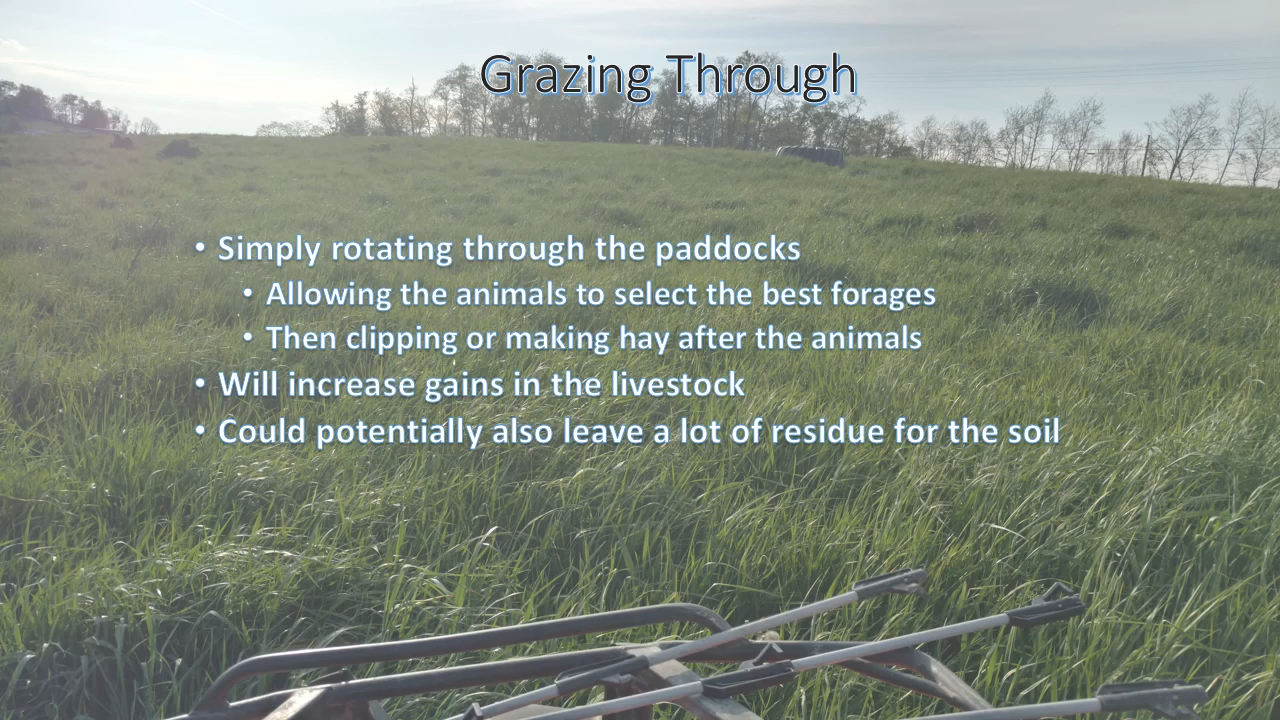 Grazing Through
• Simply rotating through the paddocks
• Allowing the animals to select the best forages
• Then clipping or making hay after the animals
• Will increase gains in the livestock
• Could potentially also leave a lot of residue for the soil